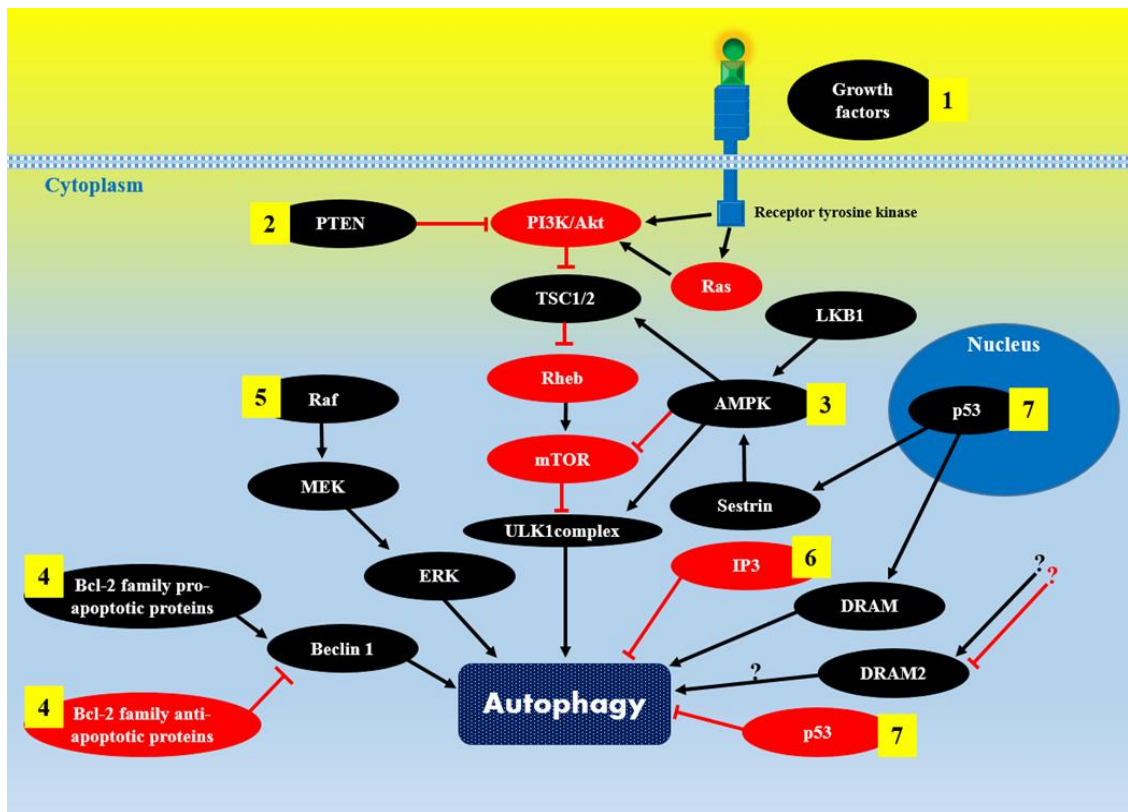 Growth
factors
1
Cytoplasm
2
PTEN
PI3K/Akt
Receptor tyrosine kinase
Ras
TSC1/2
LKB1
Nucleus
Rheb
5
Raf
AMPK
3
p53
7
mTOR
MEK
Sestrin
ULK1complex
IP3
6
4
Bcl-2 family pro-
apoptotic proteins
ERK
?
?
DRAM
Beclin 1
DRAM2
?
Autophagy
4
Bcl-2 family anti-
apoptotic proteins
p53
7